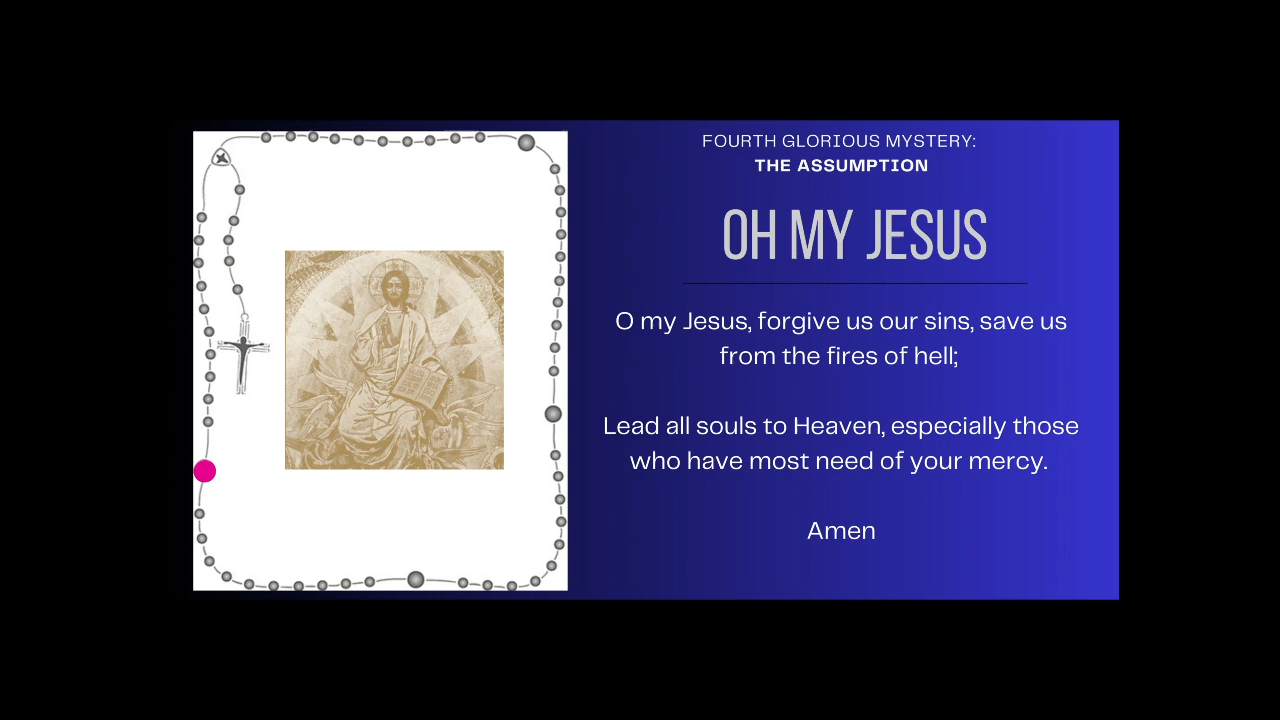 FOURTH GLORIOUS MYSTERY:
THE ASSUMPTION
OH MY JESUS
O my Jesus, forgive us our sins, save us
from the fires of hell;
Lead all souls to Heaven, especially those
who have most need of your mercy.
Amen